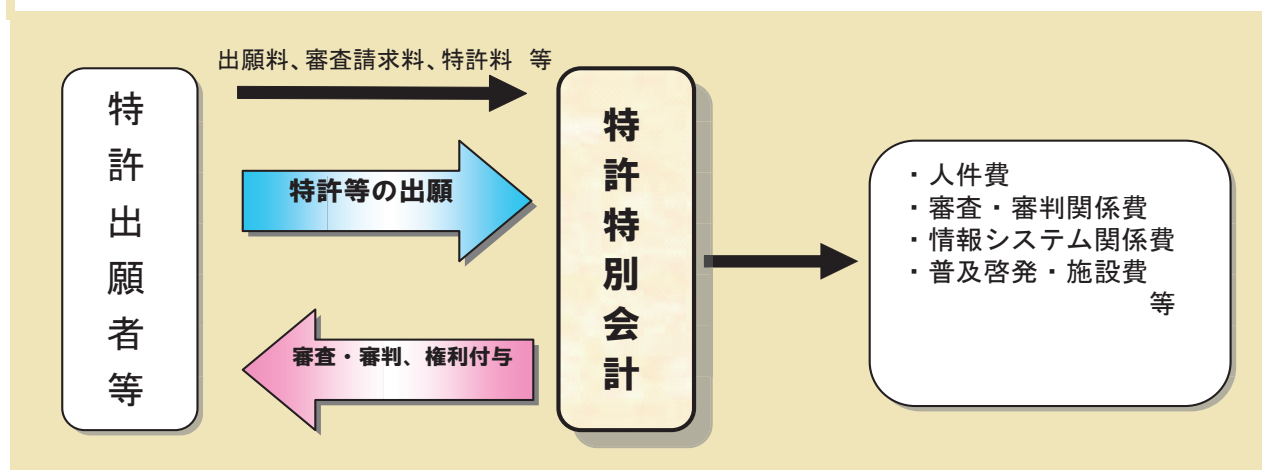 出願料、審査請求料、特許料 等
特許出願者等
特許等の出願
審査・審判、権利付与
特許特別会計
・人件費
・審査・審判関係費
・情報システム関係費
・普及啓発・施設費
等